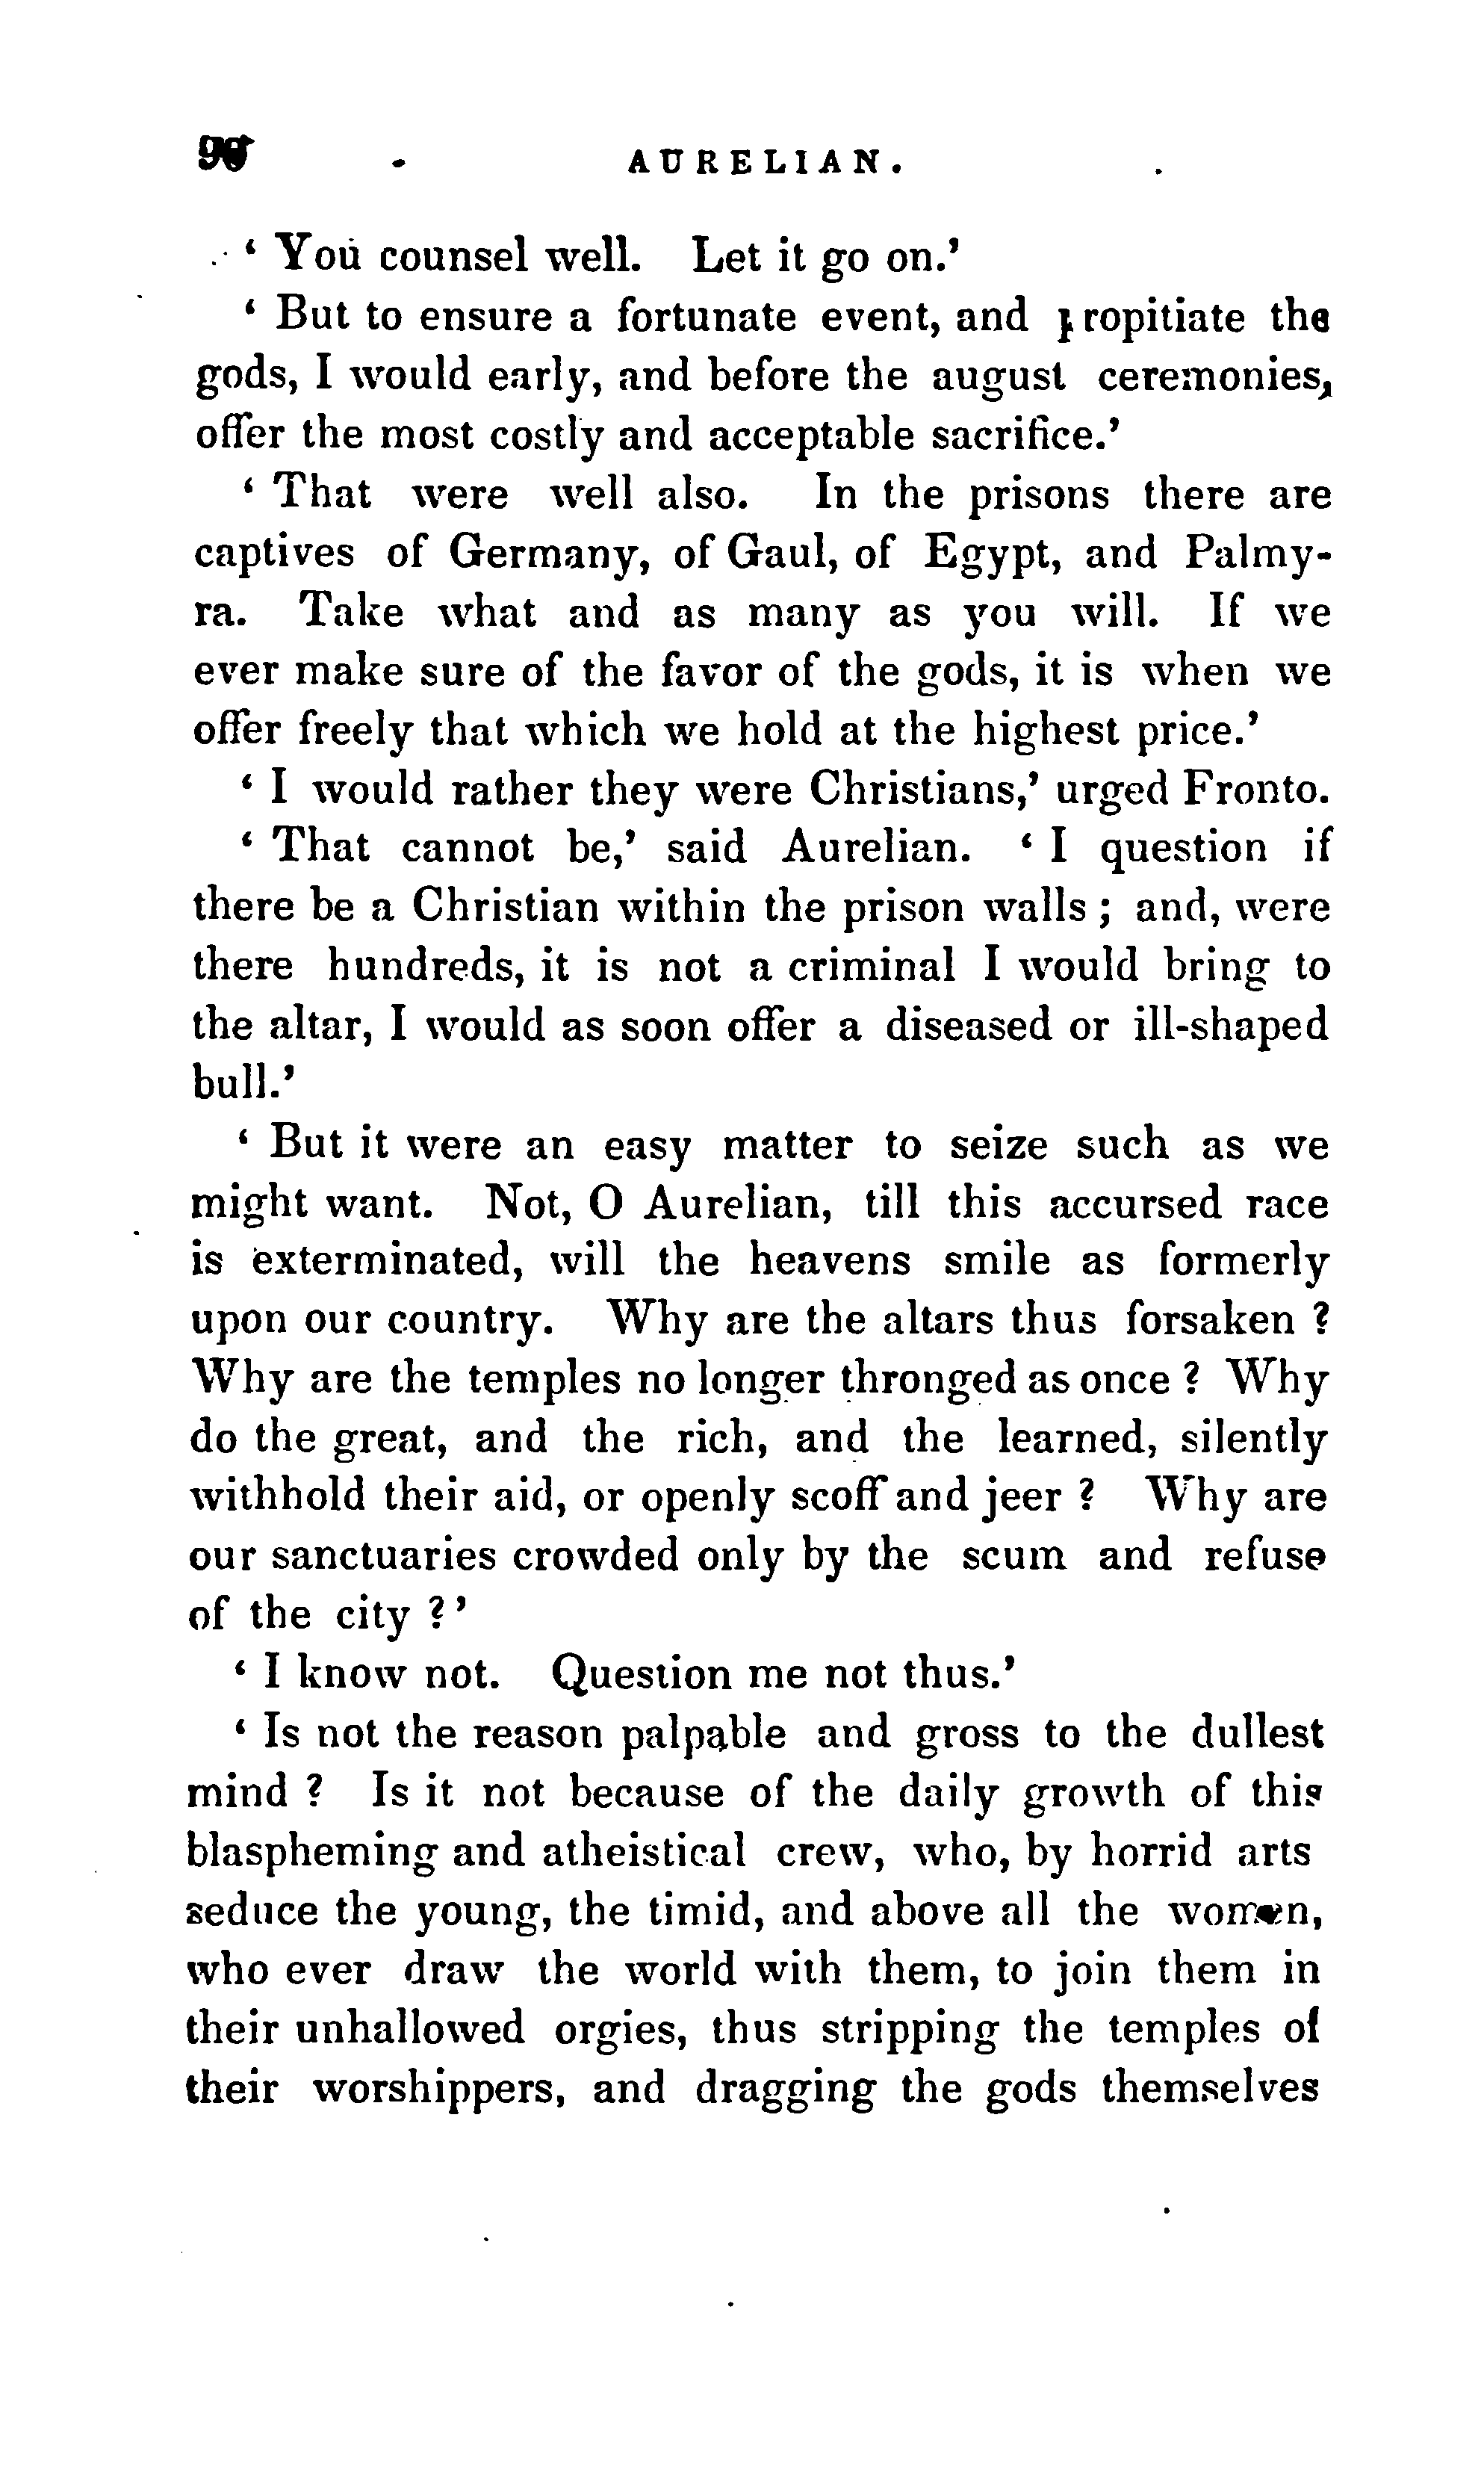 AURELIAN.
‘ You counsel well. Let it go on.’
‘ But to ensure a fortunate event, and propitiate the
gods, I would early, and before the august ceremonies,
offer the most costly and acceptable sacrifice.’
‘ That were well also. In the prisons there are
captives of Germany, of Gaul, of Egypt, and Palmy-
ra. Take what and as many as you will. If we
ever make sure of the favor of the gods, it is when we
offer freely that which we hold at the highest price.’
‘ I would rather they were Christians,’ urged Fronto.
‘ That cannot be,’ said Aurelian. ‘ I question if
there be a Christian within the prison walls ; and, were
there hundreds, it is not a criminal I would bring to
the altar, I would as soon offer a diseased or ill-shaped
bull.’
‘ But it were an easy matter to seize such as we
might want. Not, O Aurelian, till this accursed race
is exterminated, will the heavens smile as formerly
upon our country. Why are the altars thus forsaken ?
Why are the temples no longer thronged as once ? Why
do the great, and the rich, and the learned, silently
withhold their aid, or openly scoff and jeer ? Why are
our sanctuaries crowded only by the scum and refuse
of the city ?’
‘ I know not. Question me not thus.’
‘ Is not the reason palpable and gross to the dullest
mind ? Is it not because of the daily growth of this
blaspheming and atheistical crew, who, by horrid arts
seduce the young, the timid, and above all the women,
who ever draw the world with them, to join them in
their unhallowed orgies, thus stripping the temples of
their worshippers, and dragging the gods themselves